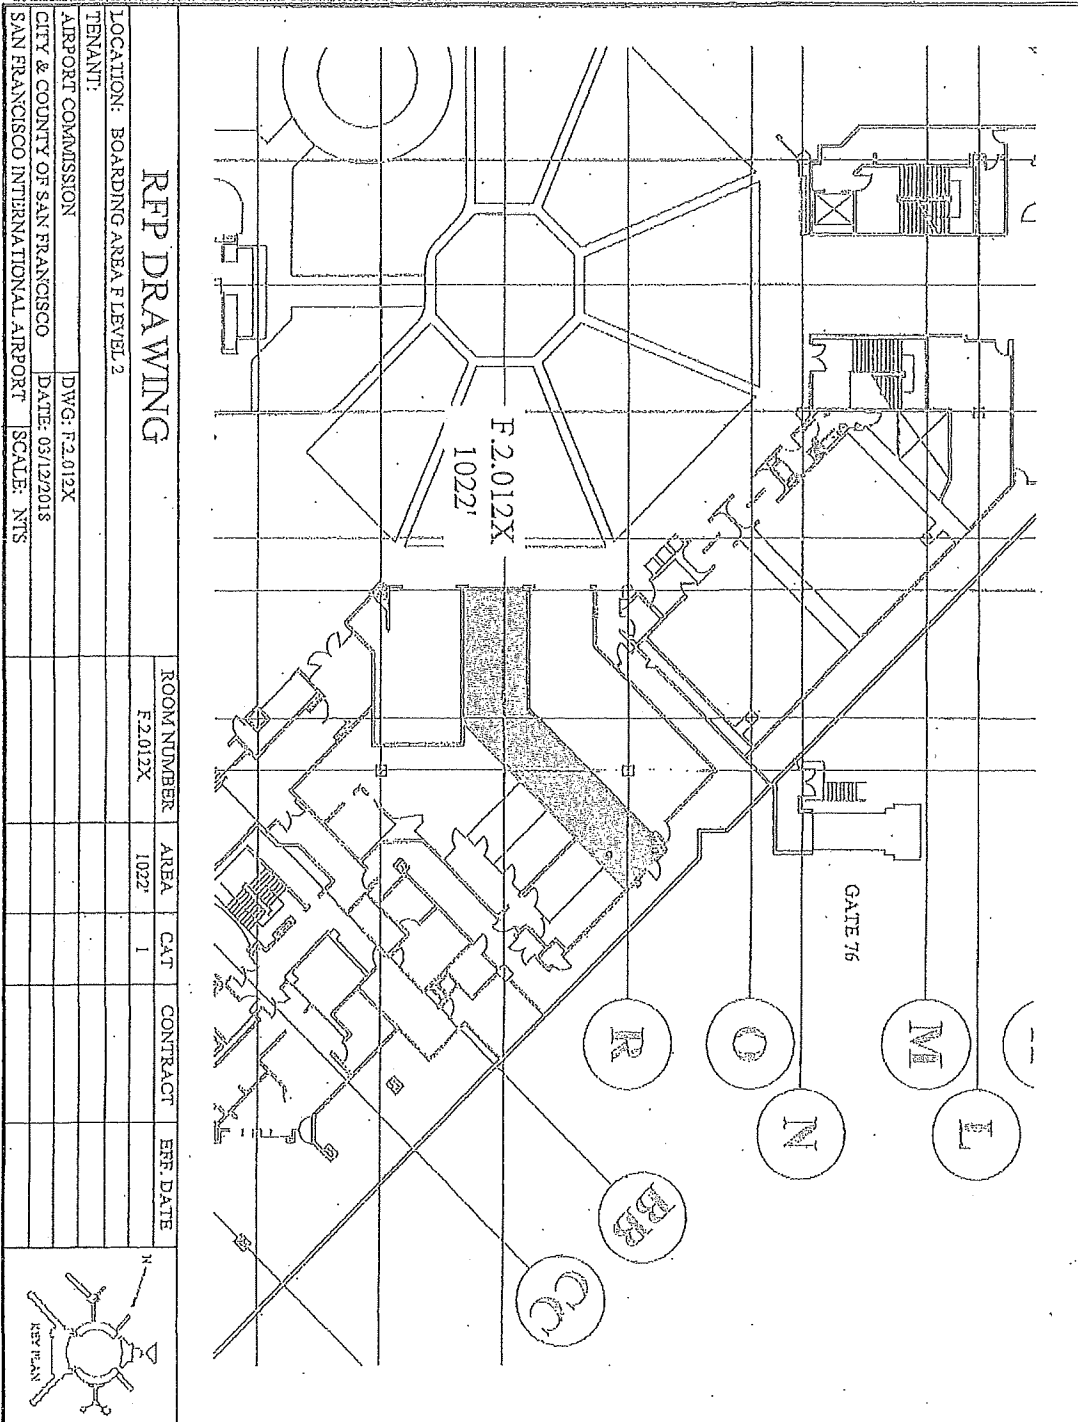 F.2.012X
1022'
GATE 76
L
M
N
O
R
BB
CC
RFP DRAWING
LOCATION: BOARDING AREA F LEVEL 2
TENANT:
AIRPORT COMMISSION DWG: F.2.012X
CITY & COUNTY OF SAN FRANCISCO DATE: 03/12/2018
SAN FRANCISCO INTERNATIONAL AIRPORT SCALE: NTS
ROOM NUMBER AREA CAT CONTRACT EFF. DATE
F.2.012X 1022' 1
N
KEY PLAN